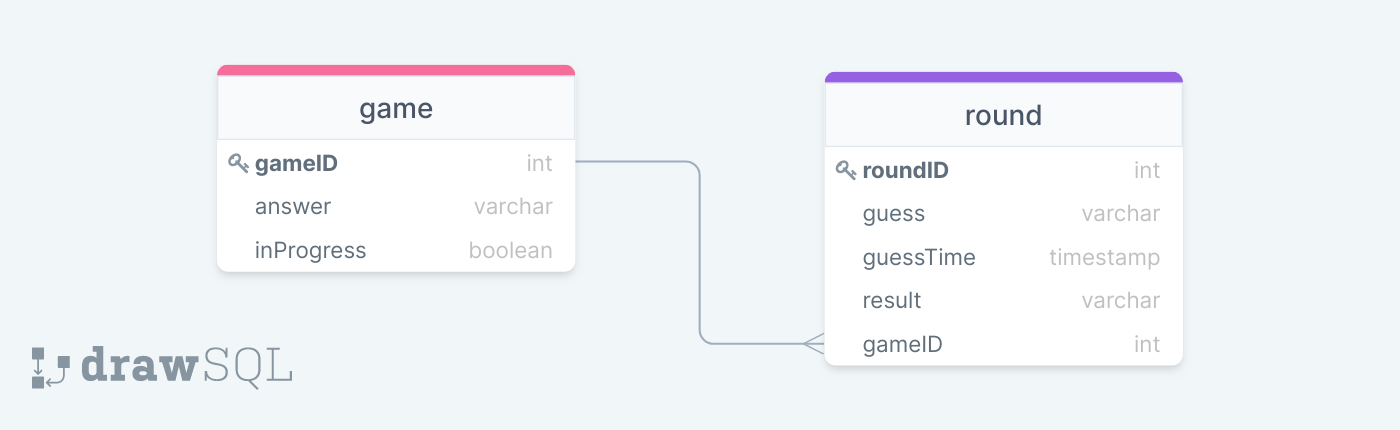 game
gameID int
answer varchar
inProgress boolean
round
roundID int
guess varchar
guessTime timestamp
result varchar
gameID int
drawSQL